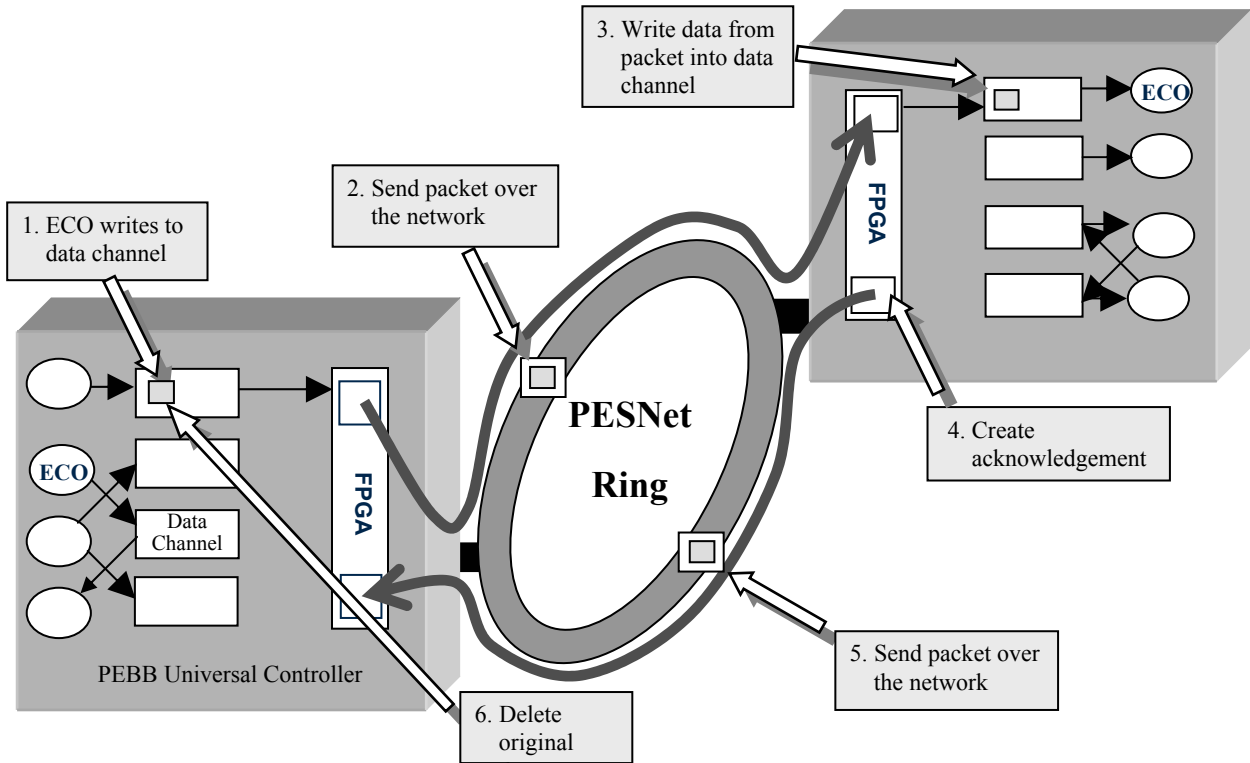 3. Write data from
packet into data
channel
ECO
FPGA
2. Send packet over
the network
1. ECO writes to
data channel
4. Create
acknowledgement
PESNet
Ring
ECO
FPGA
Data
Channel
PEBB Universal Controller
5. Send packet over
the network
6. Delete
original